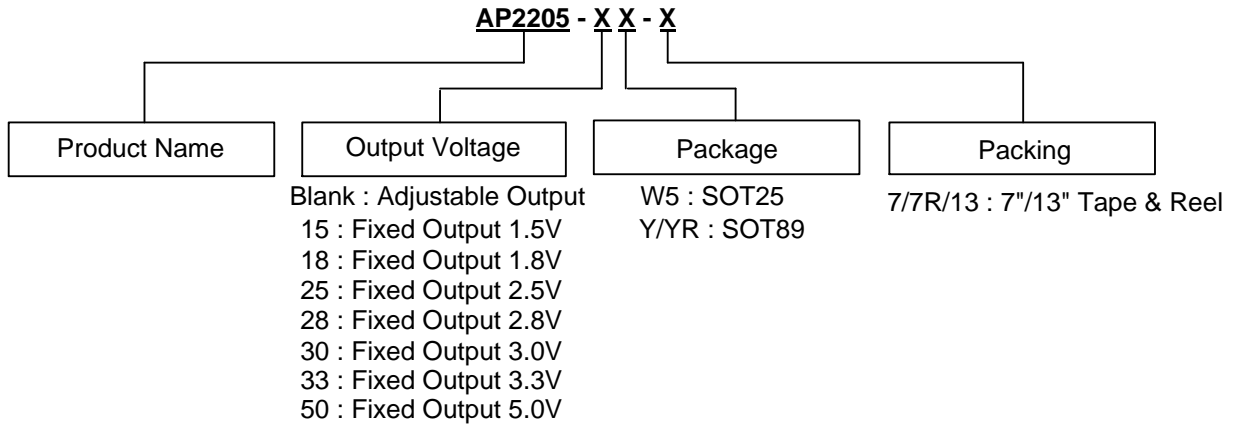 AP2205 - X X - X
Product Name
Output Voltage
Package
Packing
Blank : Adjustable Output
15 : Fixed Output 1.5V
18 : Fixed Output 1.8V
25 : Fixed Output 2.5V
28 : Fixed Output 2.8V
30 : Fixed Output 3.0V
33 : Fixed Output 3.3V
50 : Fixed Output 5.0V
W5 : SOT25
Y/YR : SOT89
7/7R/13 : 7"/13" Tape & Reel